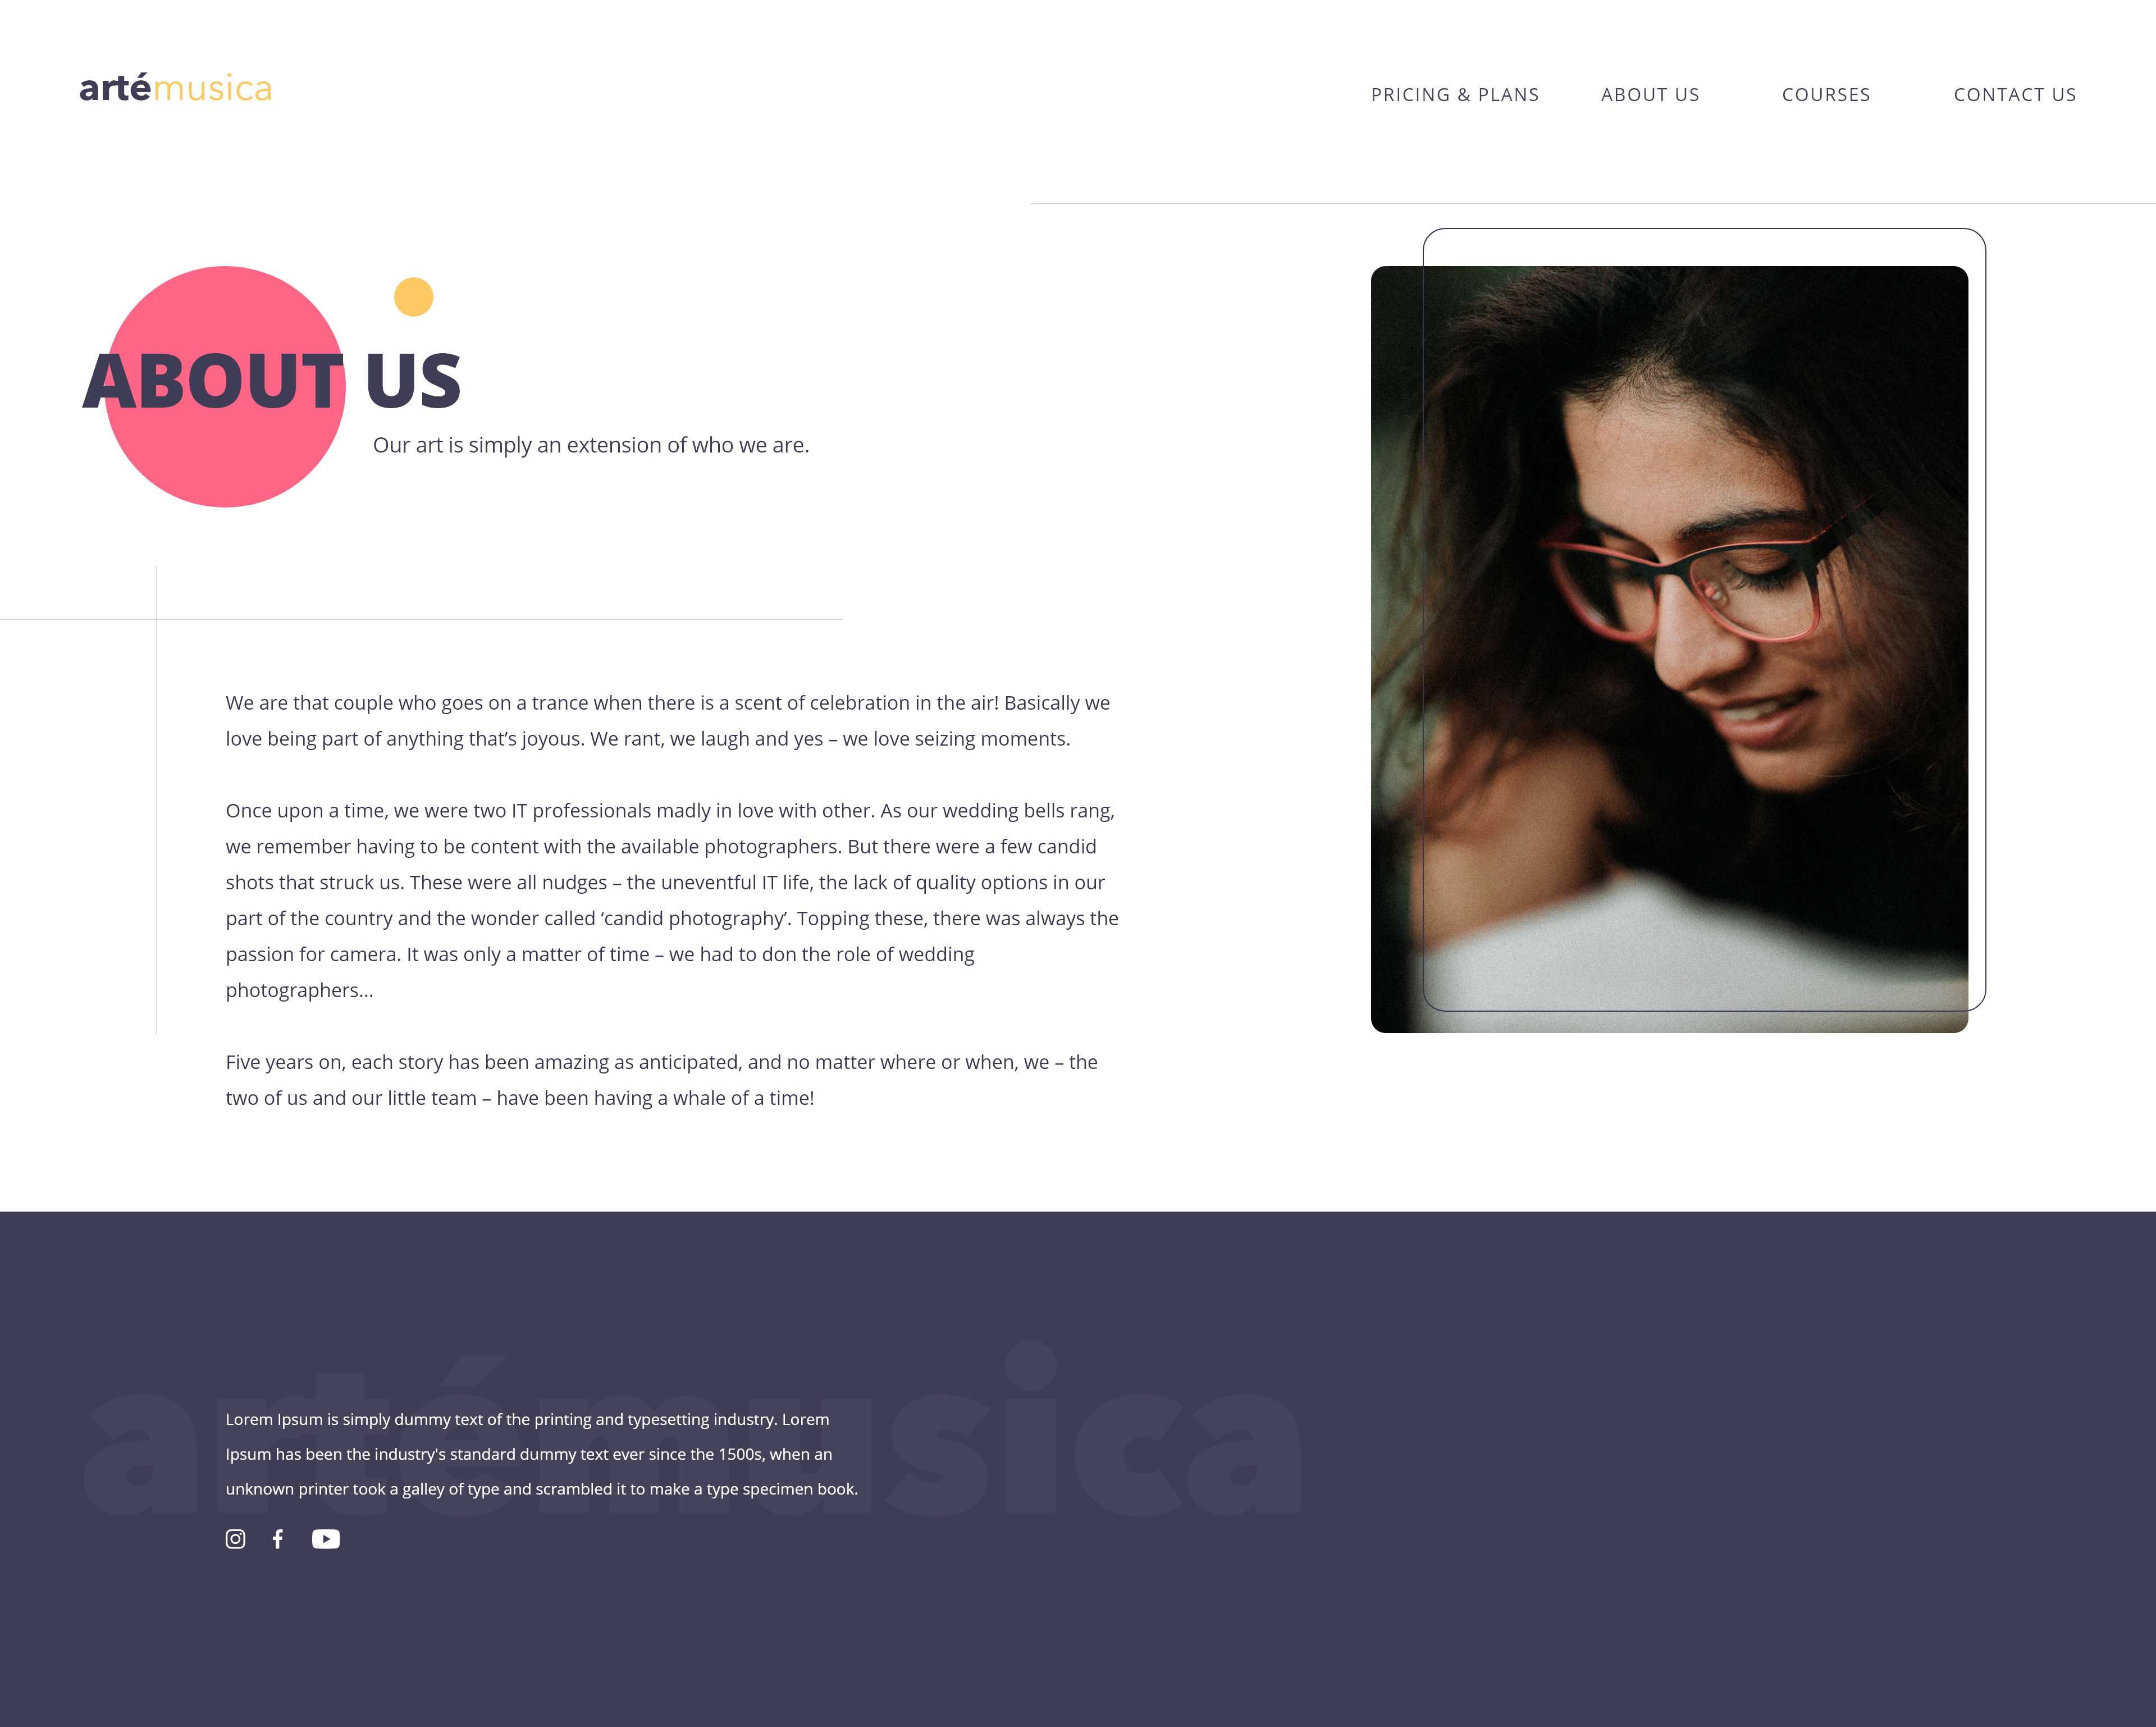 artémusica
PRICING & PLANS
ABOUT US
COURSES
CONTACT US
ABOUT US
Our art is simply an extension of who we are.
We are that couple who goes on a trance when there is a scent of celebration in the air! Basically we
love being part of anything that’s joyous. We rant, we laugh and yes – we love seizing moments.
Once upon a time, we were two IT professionals madly in love with other. As our wedding bells rang,
we remember having to be content with the available photographers. But there were a few candid
shots that struck us. These were all nudges – the uneventful IT life, the lack of quality options in our
part of the country and the wonder called ‘candid photography’. Topping these, there was always the
passion for camera. It was only a matter of time – we had to don the role of wedding
photographers...
Five years on, each story has been amazing as anticipated, and no matter where or when, we – the
two of us and our little team – have been having a whale of a time!
artémusica
Lorem Ipsum is simply dummy text of the printing and typesetting industry. Lorem
Ipsum has been the industry's standard dummy text ever since the 1500s, when an
unknown printer took a galley of type and scrambled it to make a type specimen book.